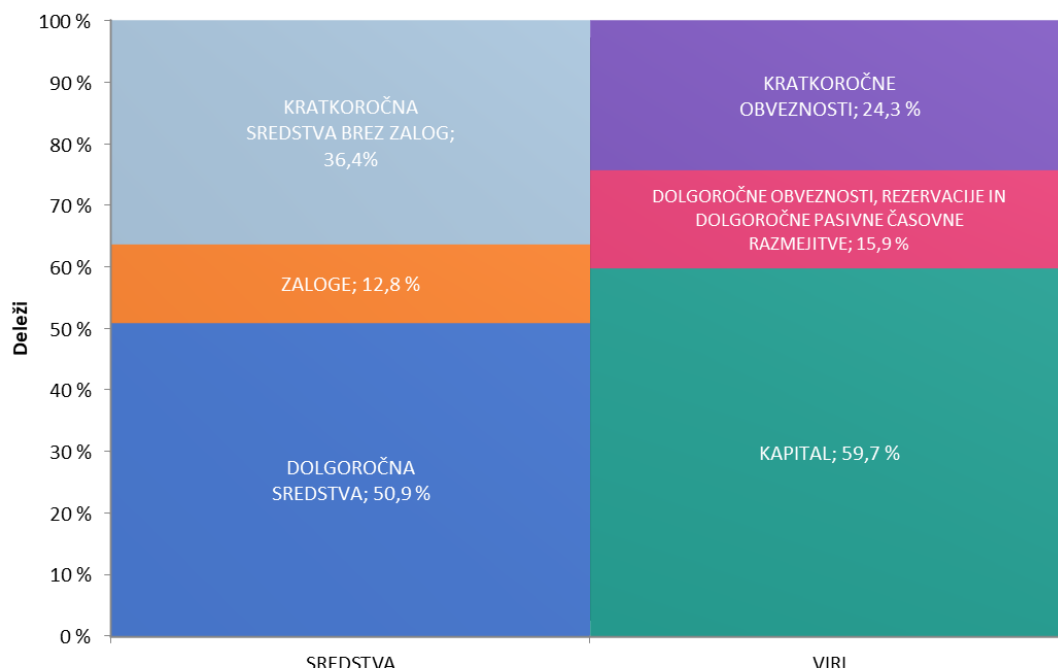 100 %
90 %
80 %
70 %
60 %
50 %
40 %
30 %
20 %
10 %
0 %
Deleži
KRATKOROČNA
SREDSTVA BREZ ZALOG;
36,4%
ZALOGE; 12,8 %
DOLGOROČNA
SREDSTVA; 50,9 %
KRATKOROČNE
OBVEZNOSTI; 24,3 %
DOLGOROČNE OBVEZNOSTI, REZERVACIJE IN
DOLGOROČNE PASIVNE ČASOVNE
RAZMEJITVE; 15,9 %
KAPITAL; 59,7 %
SREDSTVA
VIRI